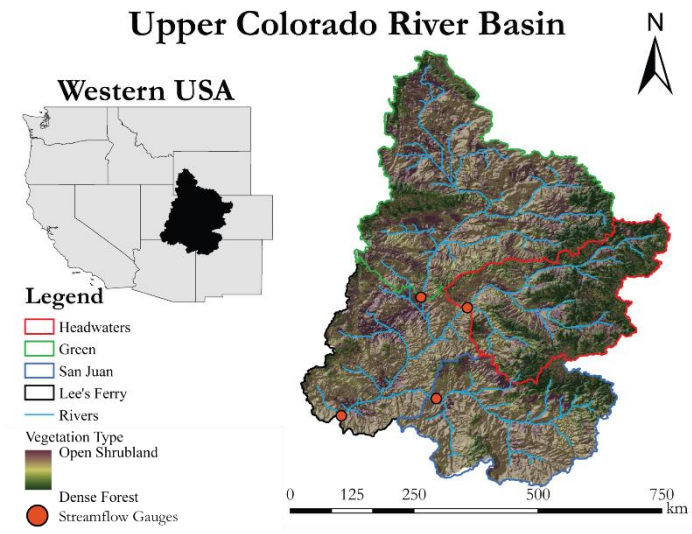 Upper Colorado River Basin
N
Western USA
Legend
Headwaters
Green
San Juan
Lee's Ferry
Rivers
Vegetation Type
Open Shrubland
Dense Forest
Streamflow Gauges
0 125 250 500 750
km